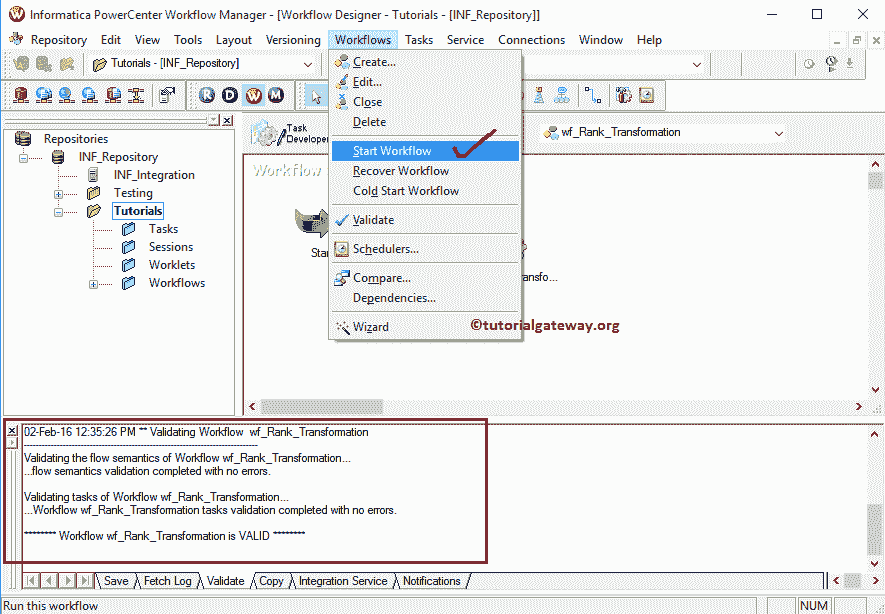 Informatica PowerCenter Workflow Manager - [Workflow Designer - Tutorials - [INF_Repository]]
Repository Edit View Tools Layout Versioning Workflows Tasks Service Connections Window Help
Tutorials - [INF_Repository]
Create...
Edit...
Close
Delete
Start Workflow
Recover Workflow
Cold Start Workflow
Validate
Schedulers...
Compare...
Dependencies...
Wizard
R D W M
Repositories
INF_Repository
INF_Integration
Testing
Tutorials
Tasks
Sessions
Worklets
Workflows
Task
Developer
wf_Rank_Transformation
Workflow
Star
ansfo...
©tutorialgateway.org
02-Feb-16 12:35:26 PM ** Validating Workflow wf_Rank_Transformation
Validating the flow semantics of Workflow wf_Rank_Transformation...
...flow semantics validation completed with no errors.
Validating tasks of Workflow wf_Rank_Transformation...
...Workflow wf_Rank_Transformation tasks validation completed with no errors.
******** Workflow wf_Rank_Transformation is VALID ********
Save Fetch Log Validate Copy Integration Service Notifications
Run this workflow
NUM